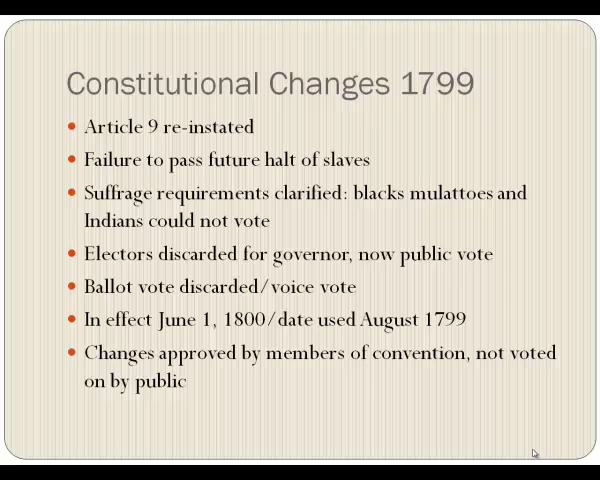 Constitutional Changes 1799
Article 9 re-instated
Failure to pass future halt of slaves
Suffrage requirements clarified: blacks mulattoes and
Indians could not vote
Electors discarded for governor, now public vote
Ballot vote discarded/voice vote
In effect June 1, 1800/date used August 1799
Changes approved by members of convention, not voted
on by public